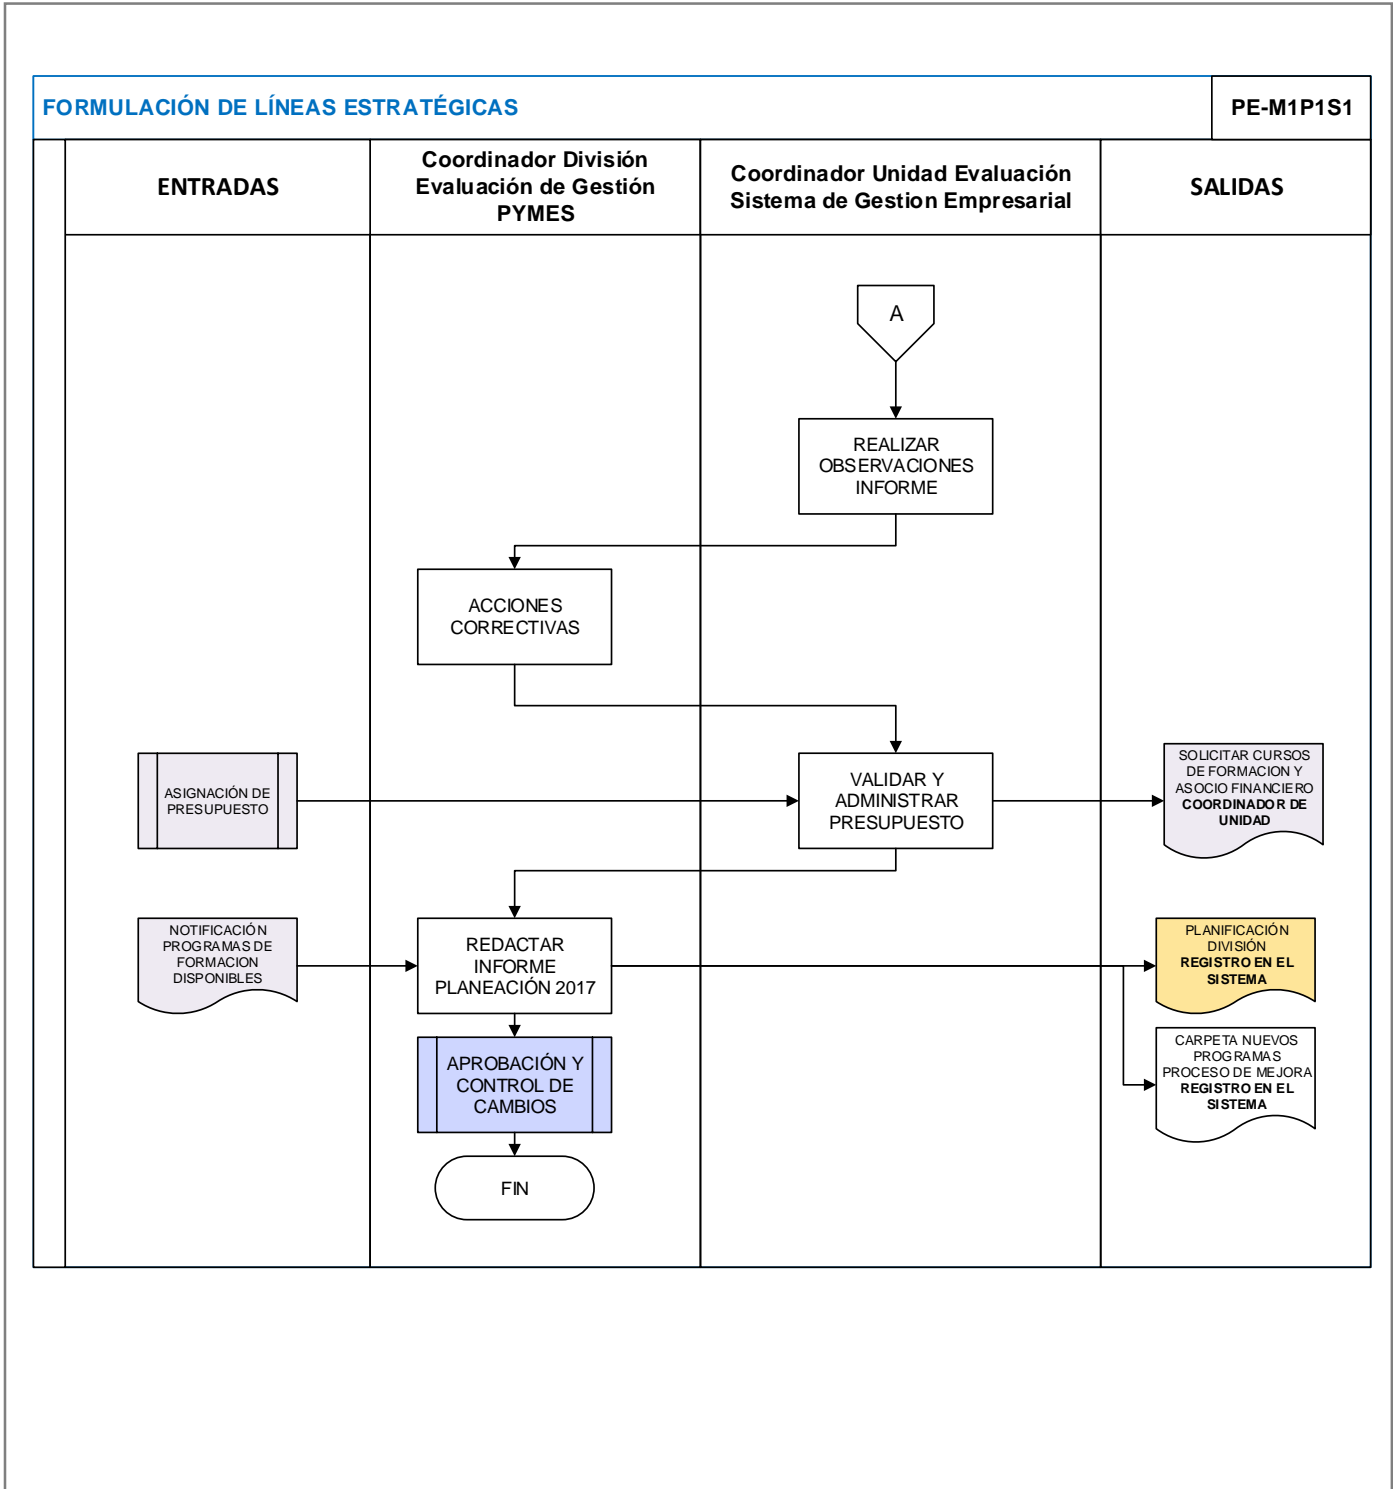 FORMULACIÓN DE LÍNEAS ESTRATÉGICAS
PE-M1P1S1
ENTRADAS
Coordinador División
Evaluación de Gestión
PYMES
Coordinador Unidad Evaluación
Sistema de Gestion Empresarial
SALIDAS
A
REALIZAR
OBSERVACIONES
INFORME
ACCIONES
CORRECTIVAS
ASIGNACIÓN DE
PRESUPUESTO
VALIDAR Y
ADMINISTRAR
PRESUPUESTO
SOLICITAR CURSOS
DE FORMACION Y
ASOCIO FINANCIERO
COORDINADOR DE
UNIDAD
NOTIFICACIÓN
PROGRAMAS DE
FORMACION
DISPONIBLES
REDACTAR
INFORME
PLANEACIÓN 2017
PLANIFICACIÓN
DIVISIÓN
REGISTRO EN EL
SISTEMA
APROBACIÓN Y
CONTROL DE
CAMBIOS
CARPETA NUEVOS
PROGRAMAS
PROCESO DE MEJORA
REGISTRO EN EL
SISTEMA
FIN